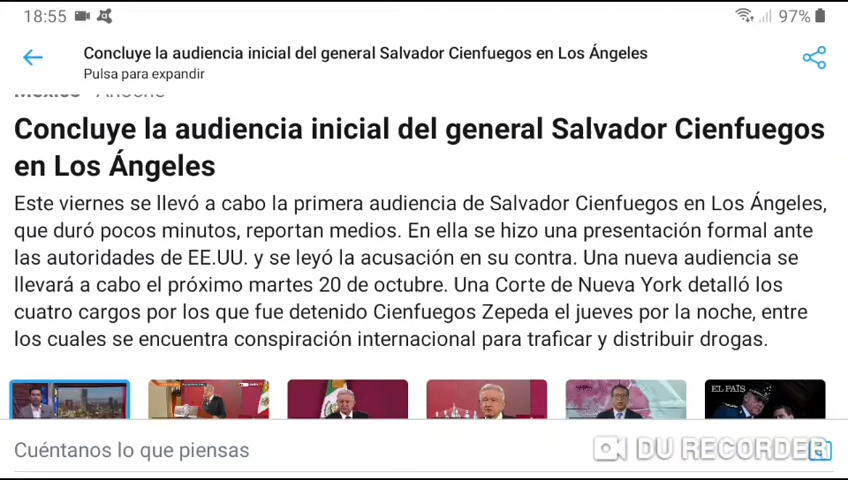 18:55 97%
Concluye la audiencia inicial del general Salvador Cienfuegos en Los Ángeles
Pulsa para expandir
México Anoche
Concluye la audiencia inicial del general Salvador Cienfuegos
en Los Ángeles
Este viernes se llevó a cabo la primera audiencia de Salvador Cienfuegos en Los Ángeles,
que duró pocos minutos, reportan medios. En ella se hizo una presentación formal ante
las autoridades de EE.UU. y se leyó la acusación en su contra. Una nueva audiencia se
llevará a cabo el próximo martes 20 de octubre. Una Corte de Nueva York detalló los
cuatro cargos por los que fue detenido Cienfuegos Zepeda el jueves por la noche, entre
los cuales se encuentra conspiración internacional para traficar y distribuir drogas.
EL PAÍS
Cuéntanos lo que piensas
DU RECORDER